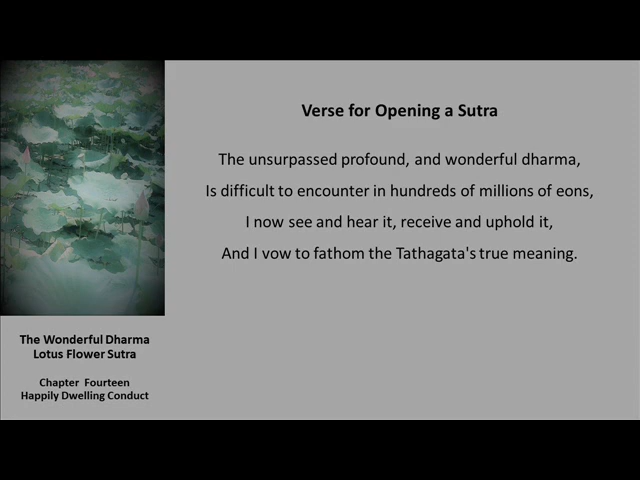 Verse for Opening a Sutra
The unsurpassed profound, and wonderful dharma,
Is difficult to encounter in hundreds of millions of eons,
I now see and hear it, receive and uphold it,
And I vow to fathom the Tathagata's true meaning.
The Wonderful Dharma
Lotus Flower Sutra
Chapter Fourteen
Happily Dwelling Conduct